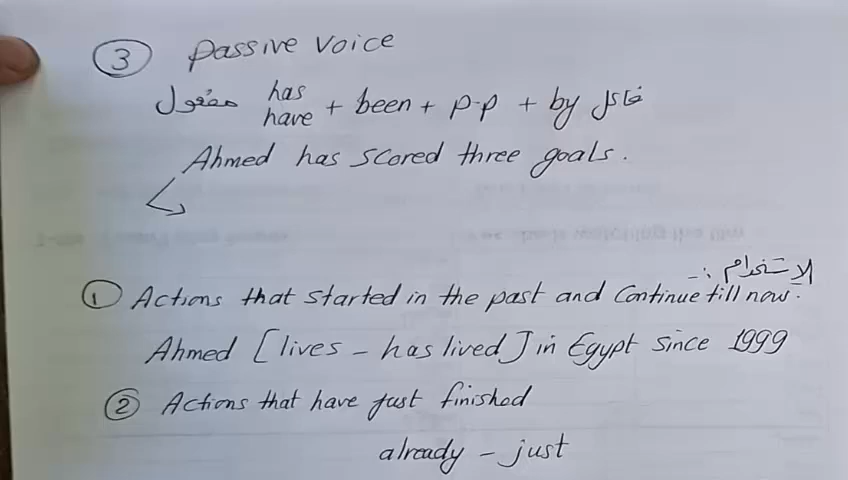 ③ Passive Voice
مفعول has have + been + p.p + by فاعل
Ahmed has scored three goals.
الاستخدام :-
① Actions that started in the past and Continue till now.
Ahmed [lives - has lived] in Egypt since 1999
② Actions that have just finished
already - just